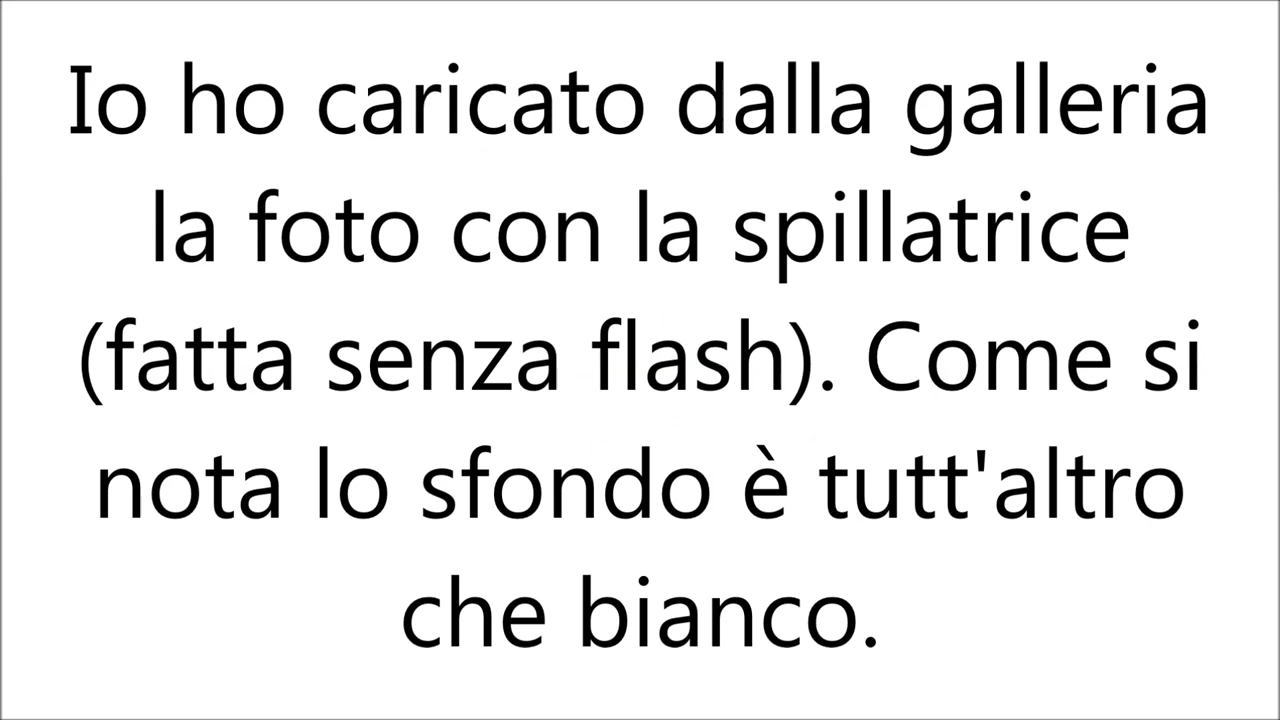 Io ho caricato dalla galleria
la foto con la spillatrice
(fatta senza flash). Come si
nota lo sfondo è tutt'altro
che bianco.